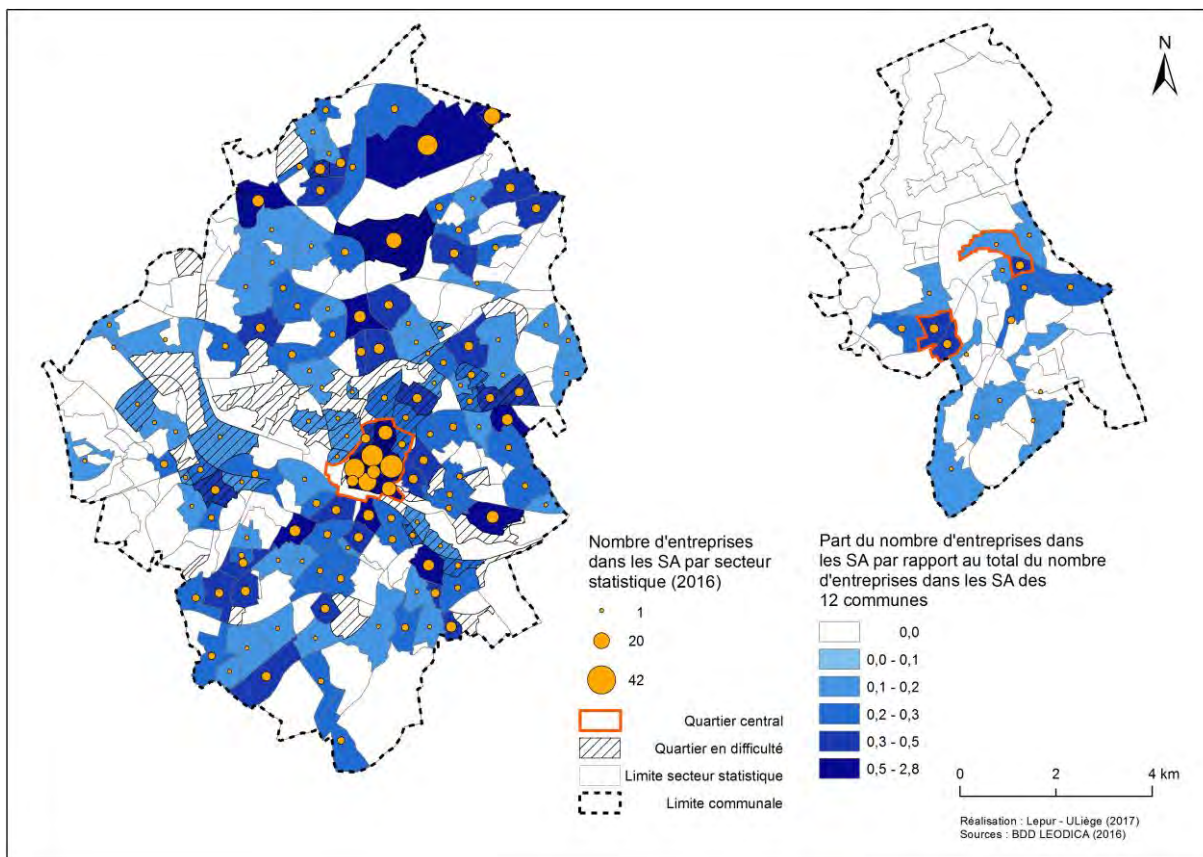 N
Nombre d'entreprises
dans les SA par secteur
statistique (2016)
1
20
42
Quartier central
Quartier en difficulté
Limite secteur statistique
Limite communale
Part du nombre d'entreprises dans
les SA par rapport au total du nombre
d'entreprises dans les SA des
12 communes
0,0
0,0 - 0,1
0,1 - 0,2
0,2 - 0,3
0,3 - 0,5
0,5 - 2,8
0 2 4 km
Réalisation : Lepur - ULiège (2017)
Sources : BDD LEODICA (2016)